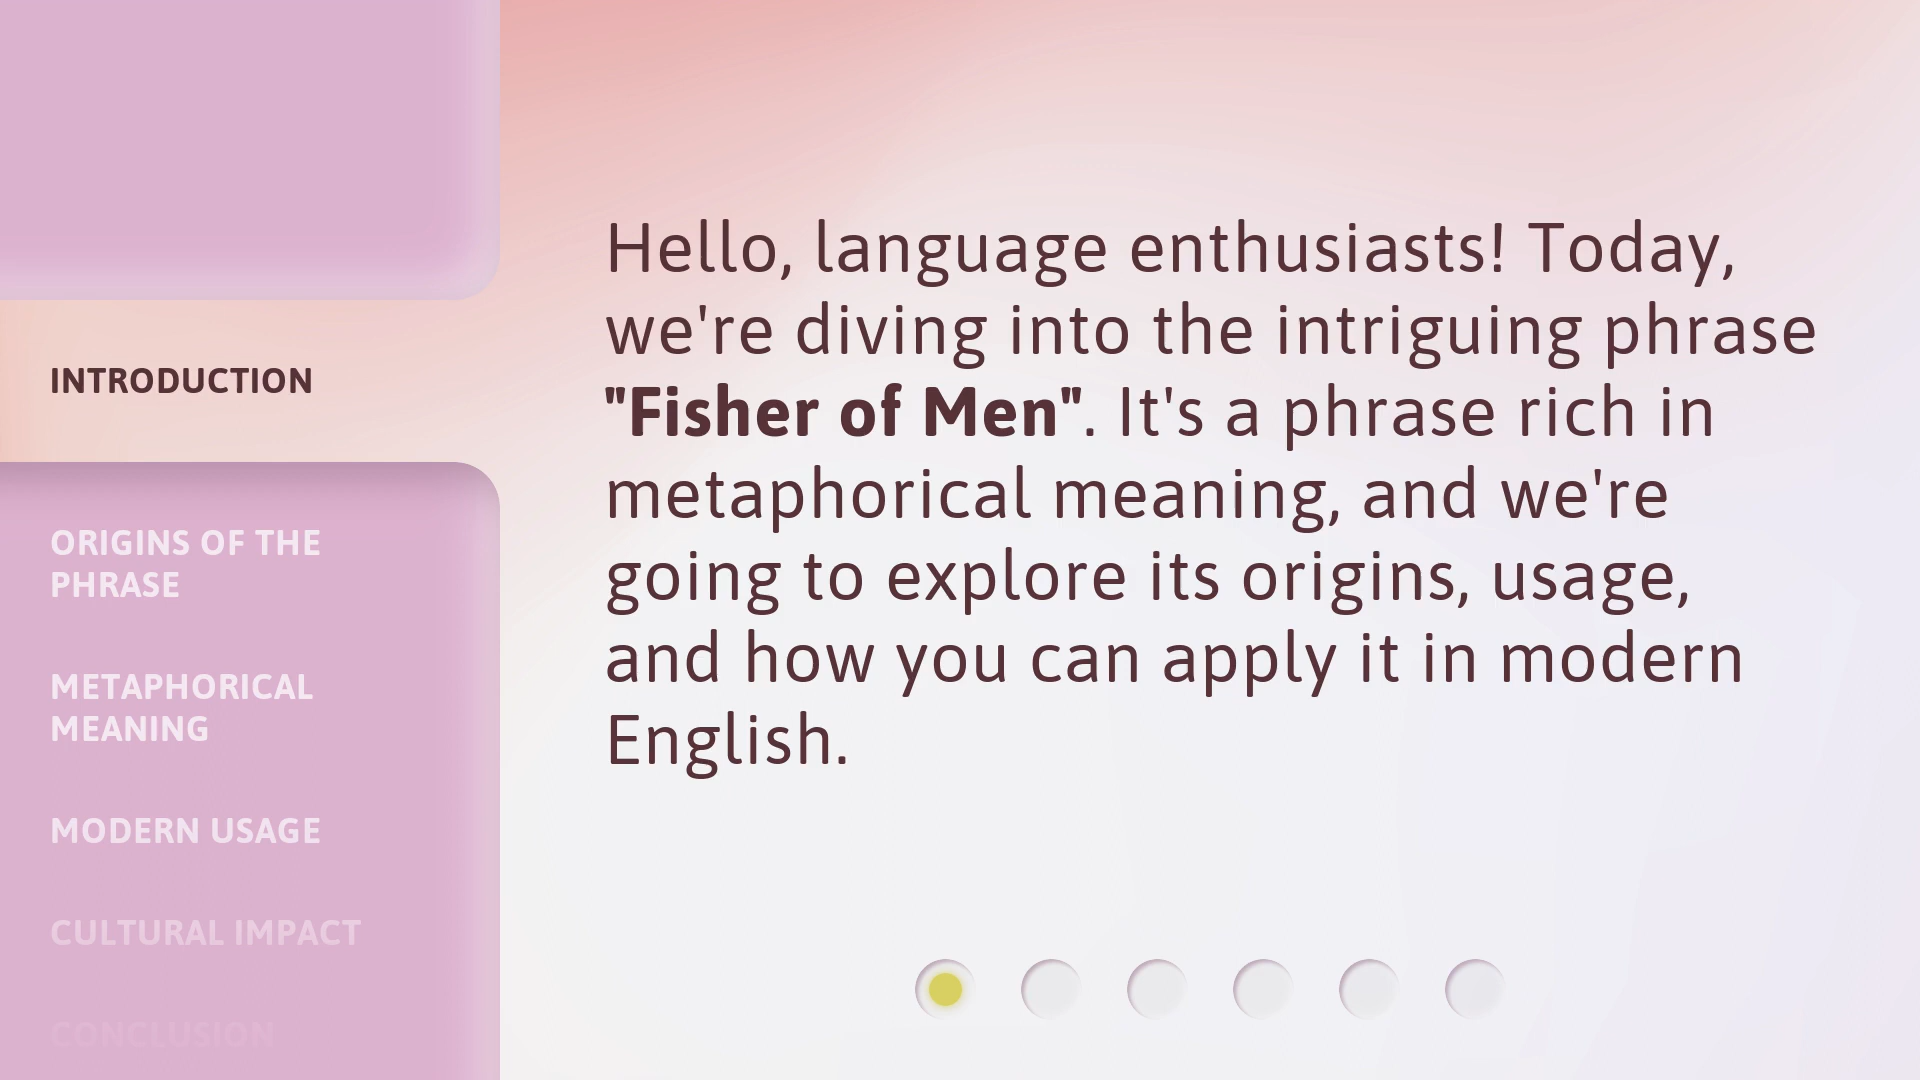 INTRODUCTION
ORIGINS OF THE
PHRASE
METAPHORICAL
MEANING
MODERN USAGE
CULTURAL IMPACT
CONCLUSION
Hello, language enthusiasts! Today,
we're diving into the intriguing phrase
"Fisher of Men". It's a phrase rich in
metaphorical meaning, and we're
going to explore its origins, usage,
and how you can apply it in modern
English.